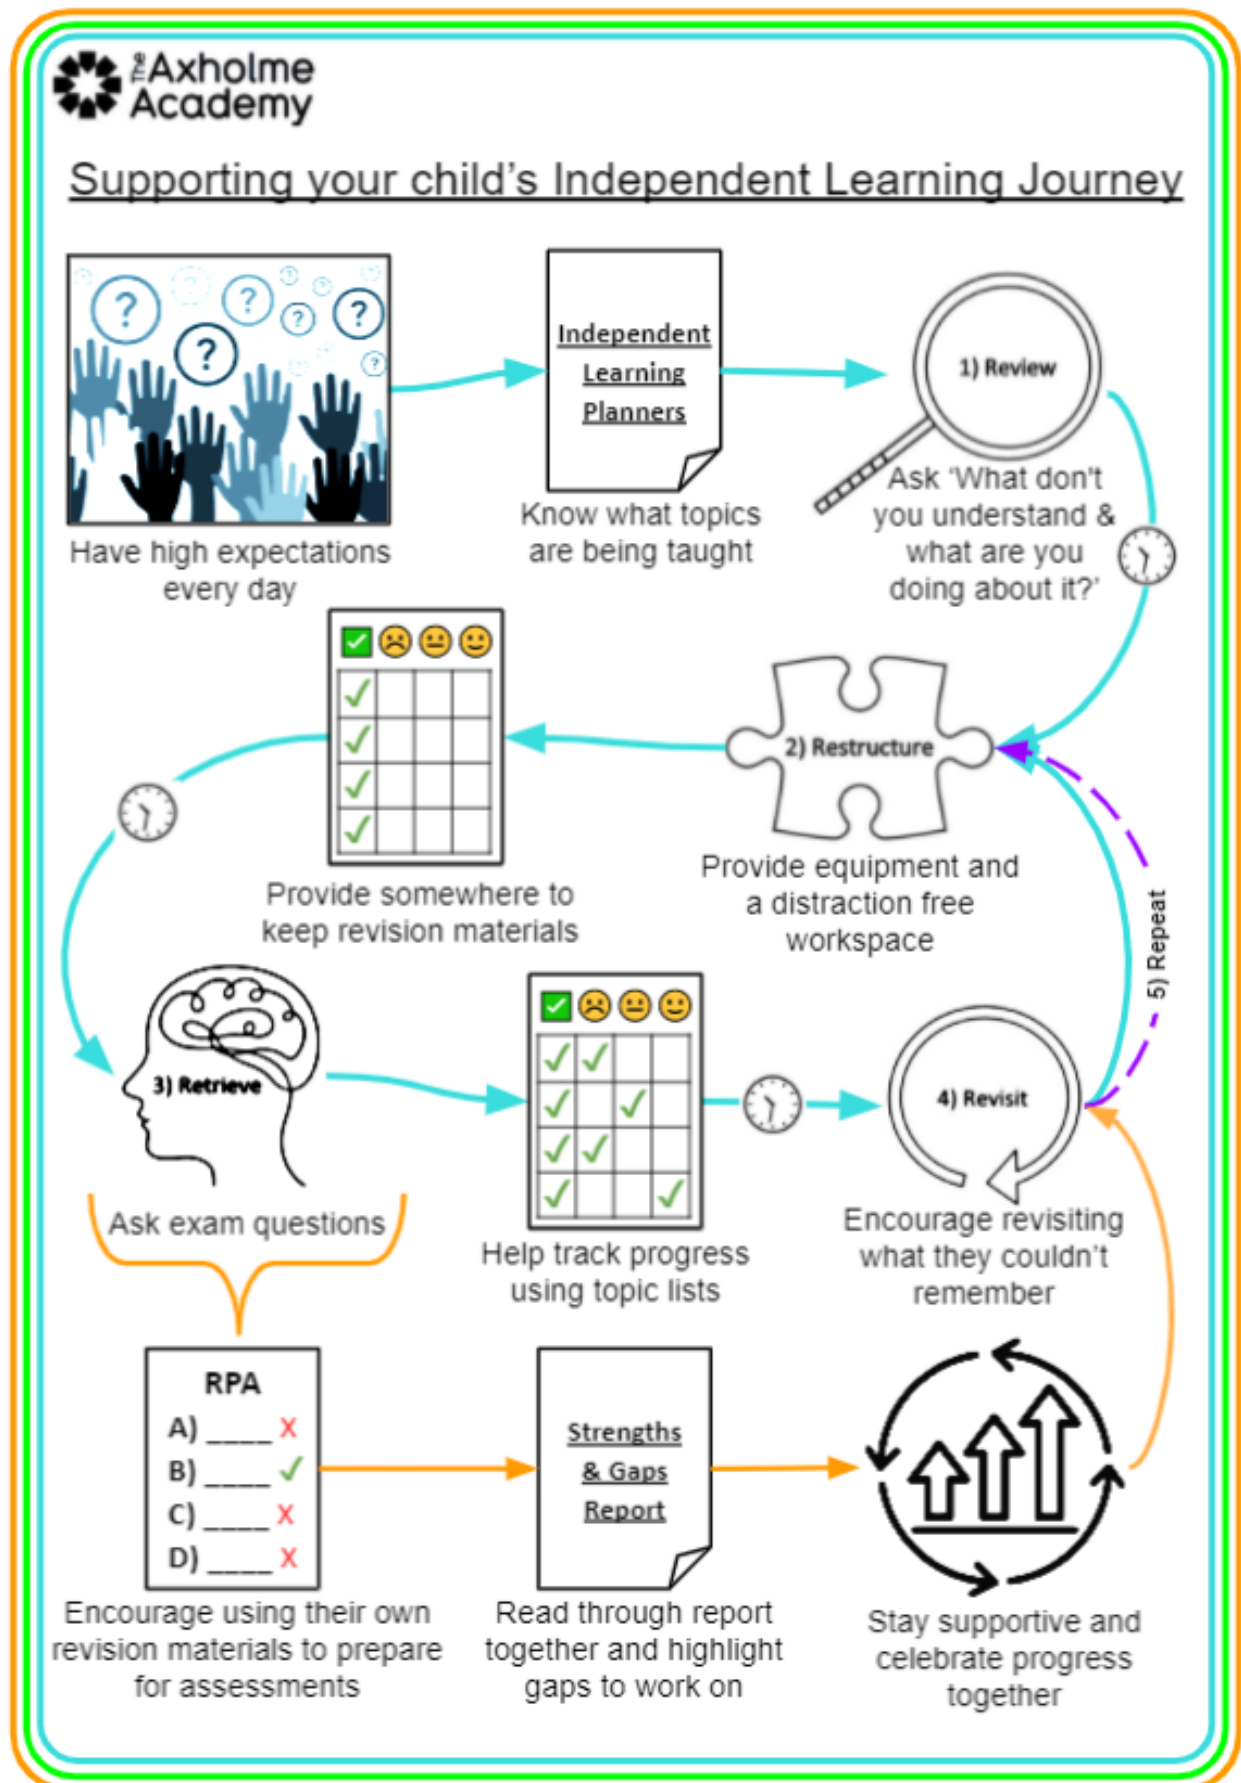 The Axholme
Academy
Supporting your child's Independent Learning Journey
? ? ? ? ? ? ? ? ?
Independent
Learning
Planners
1) Review
Have high expectations
every day
Know what topics
are being taught
Ask 'What don't
you understand &
what are you
doing about it?'
2) Restructure
Provide equipment and
a distraction free
workspace
Provide somewhere to
keep revision materials
3) Retrieve
Ask exam questions
Help track progress
using topic lists
4) Revisit
Encourage revisiting
what they couldn't
remember
5) Repeat
RPA
A) ____ X
B) ____ ✓
C) ____ X
D) ____ X
Encourage using their own
revision materials to prepare
for assessments
Strengths
& Gaps
Report
Read through report
together and highlight
gaps to work on
Stay supportive and
celebrate progress
together